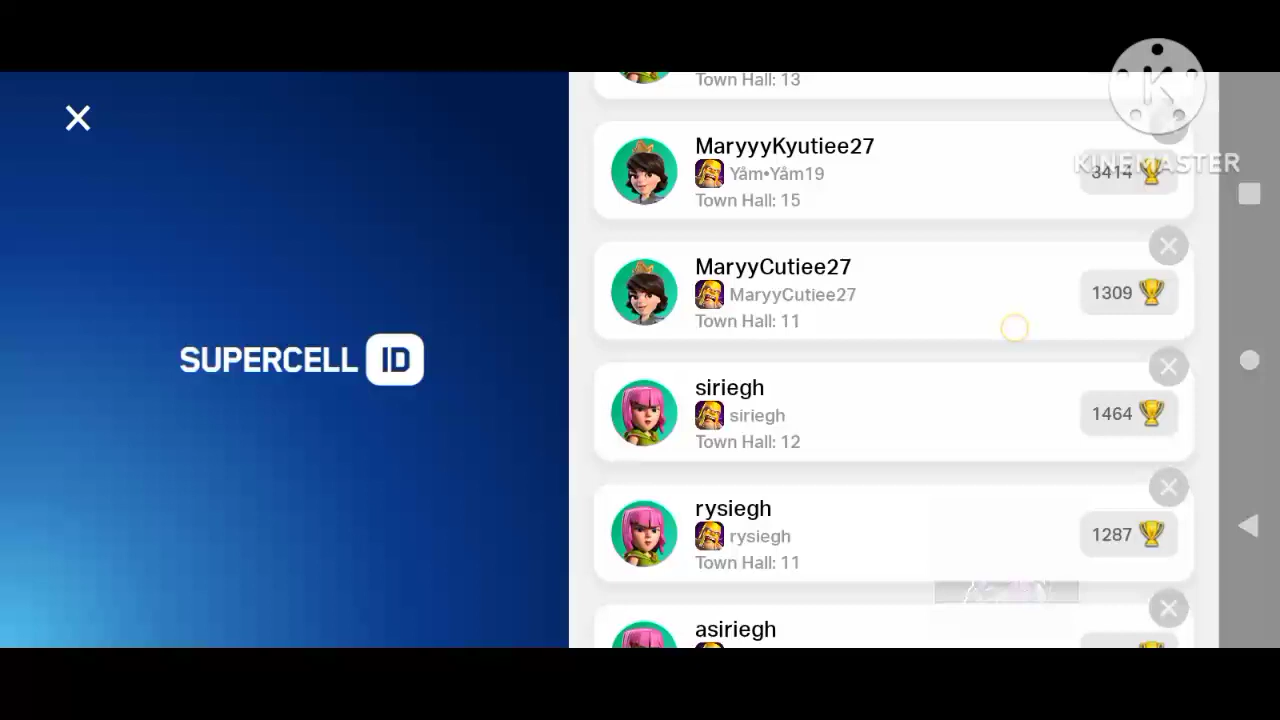 Town Hall: 13
KINEMASTER
MaryyyKyutiee27
Yåm•Yåm19
Town Hall: 15
3414
MaryyCutiee27
MaryyCutiee27
Town Hall: 11
1309
SUPERCELL ID
siriegh
siriegh
Town Hall: 12
1464
rysiegh
rysiegh
Town Hall: 11
1287
asiriegh